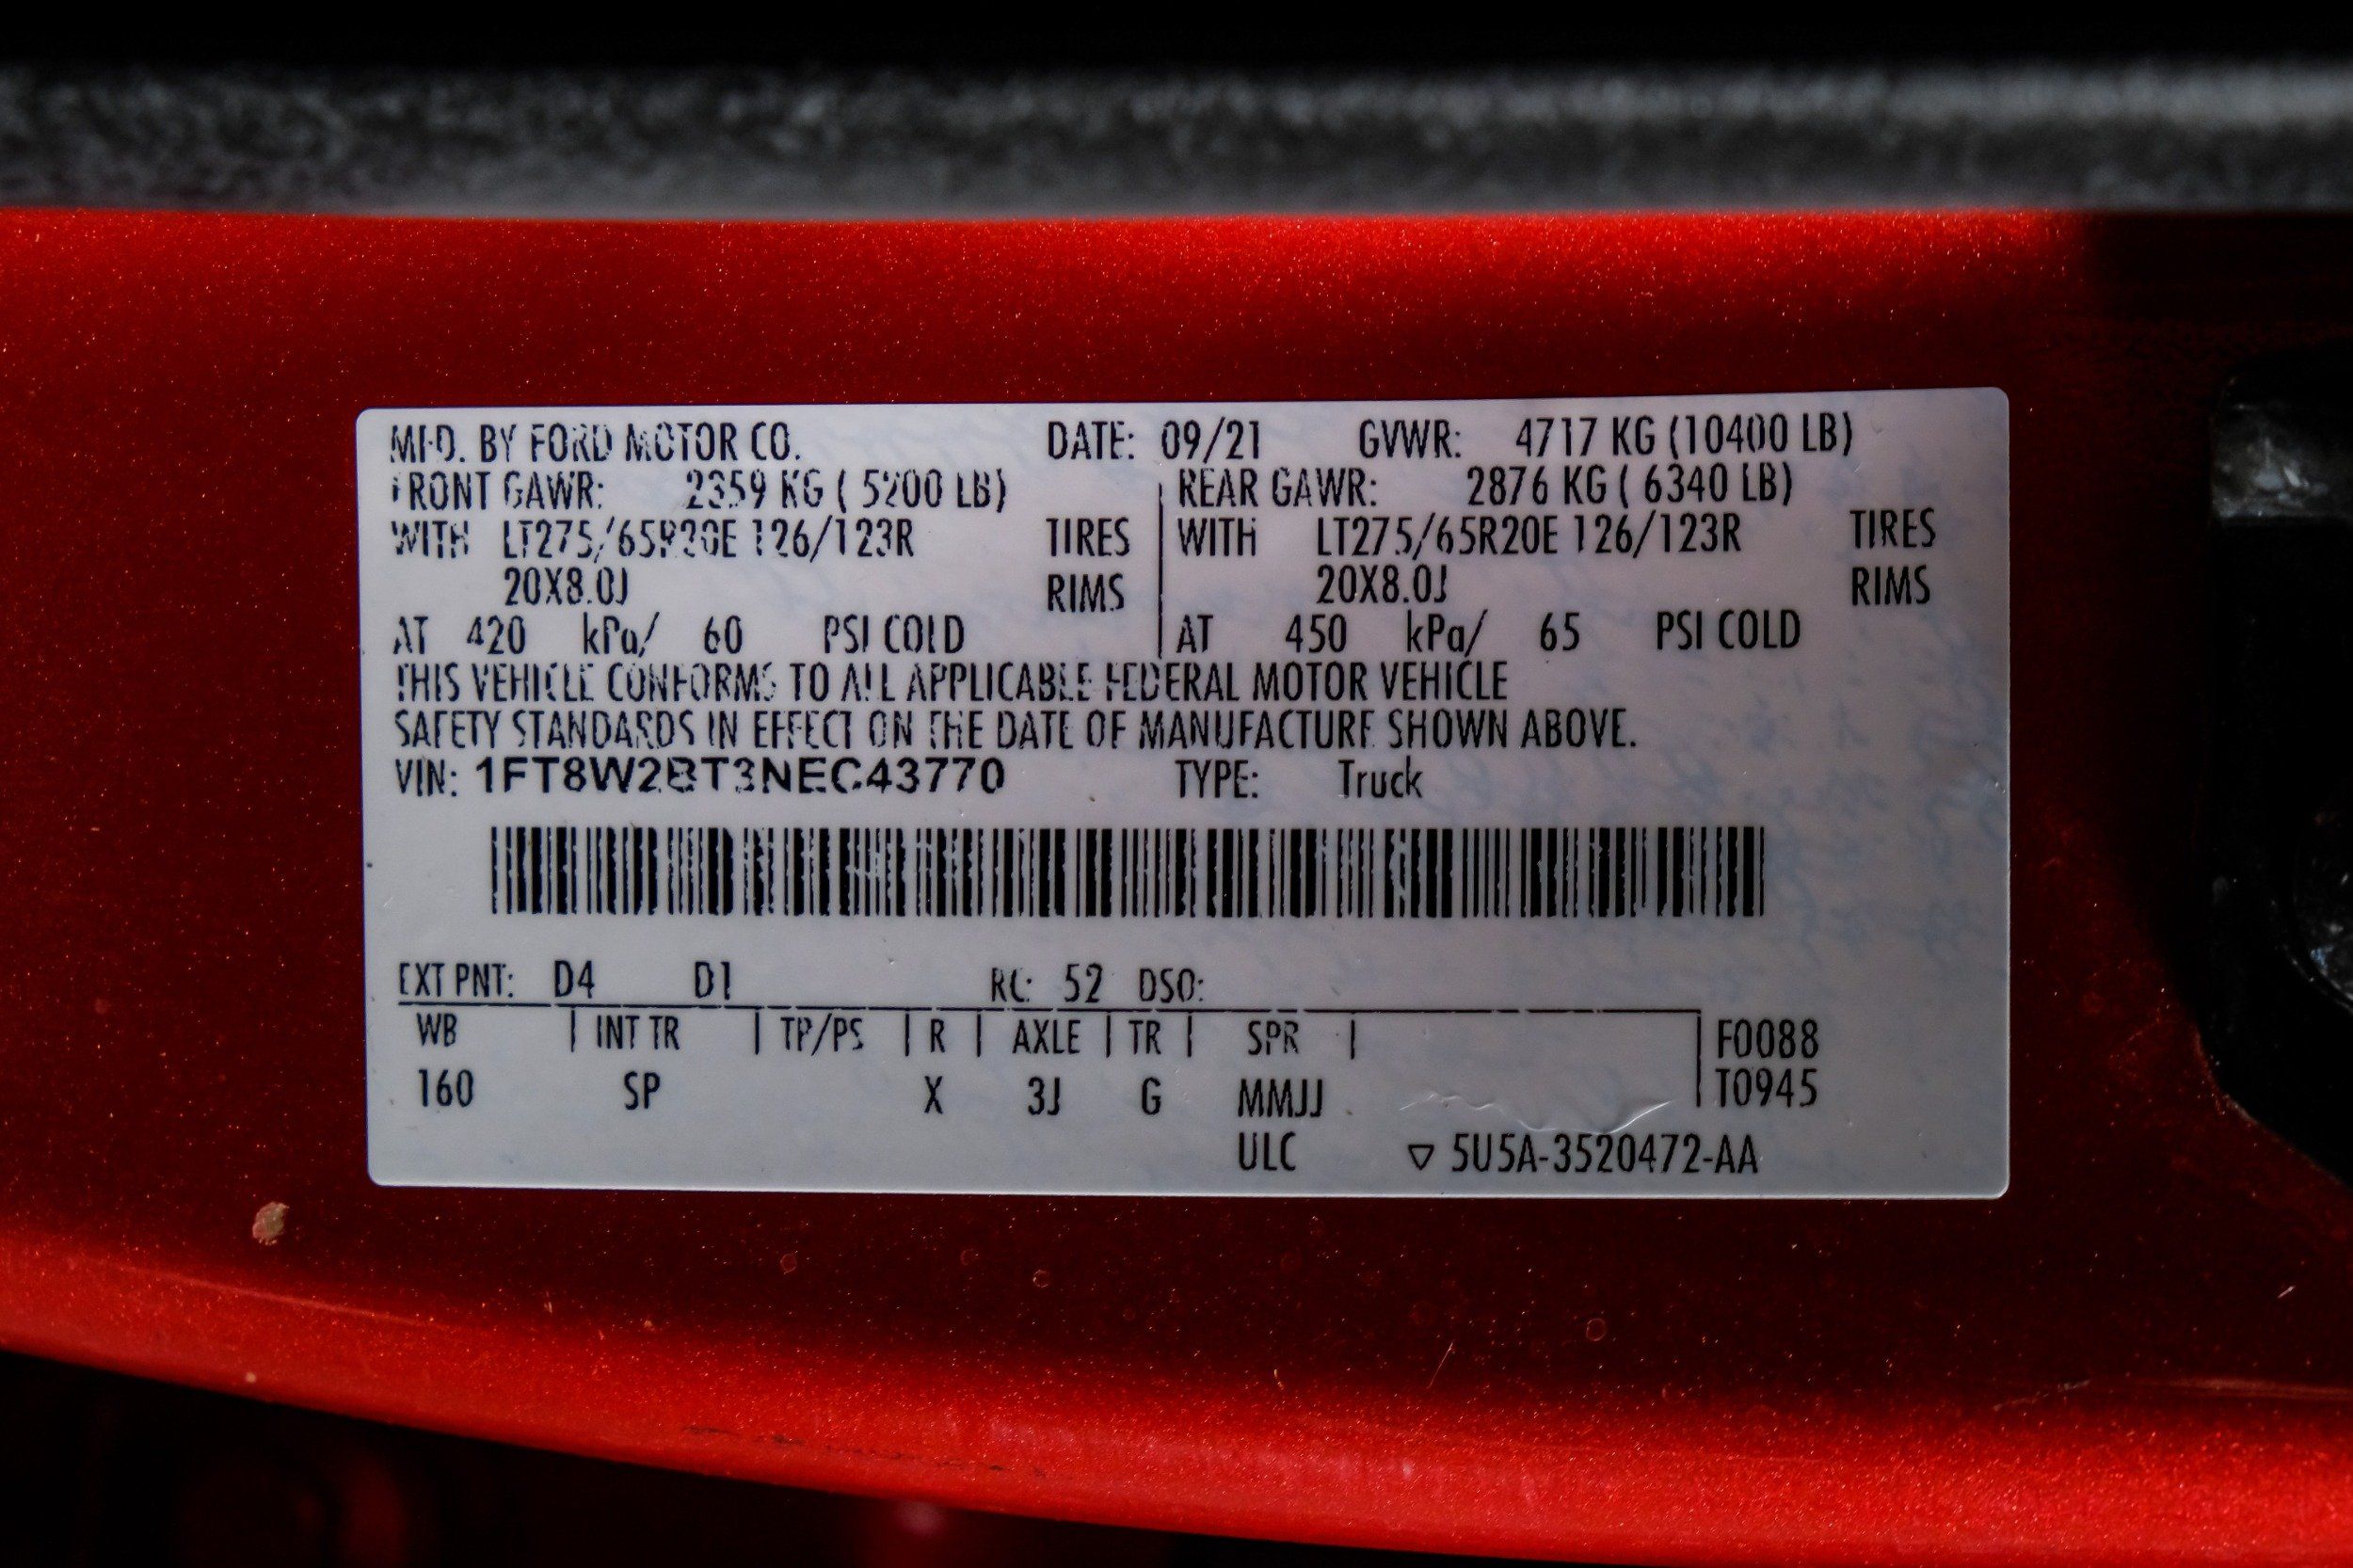 MFD. BY FORD MOTOR CO. DATE: 09/21 GVWR: 4717 KG (10400 LB)
FRONT GAWR: 2359 KG ( 5200 LB) REAR GAWR: 2876 KG ( 6340 LB)
WITH LT275/65R20E 126/123R TIRES WITH LT275/65R20E 126/123R TIRES
20X8.0J RIMS 20X8.0J RIMS
AT 420 kPa/ 60 PSI COLD AT 450 kPa/ 65 PSI COLD
THIS VEHICLE CONFORMS TO ALL APPLICABLE FEDERAL MOTOR VEHICLE
SAFETY STANDARDS IN EFFECT ON THE DATE OF MANUFACTURE SHOWN ABOVE.
VIN: 1FT8W2BT3NEC43770 TYPE: Truck
EXT PNT: D4 D1 RC: 52 DSO:
WB | INT TR | TP/PS | R | AXLE | TR | SPR | F0088
160 SP X 3J G MMJJ T0945
ULC ▽ 5U5A-3520472-AA